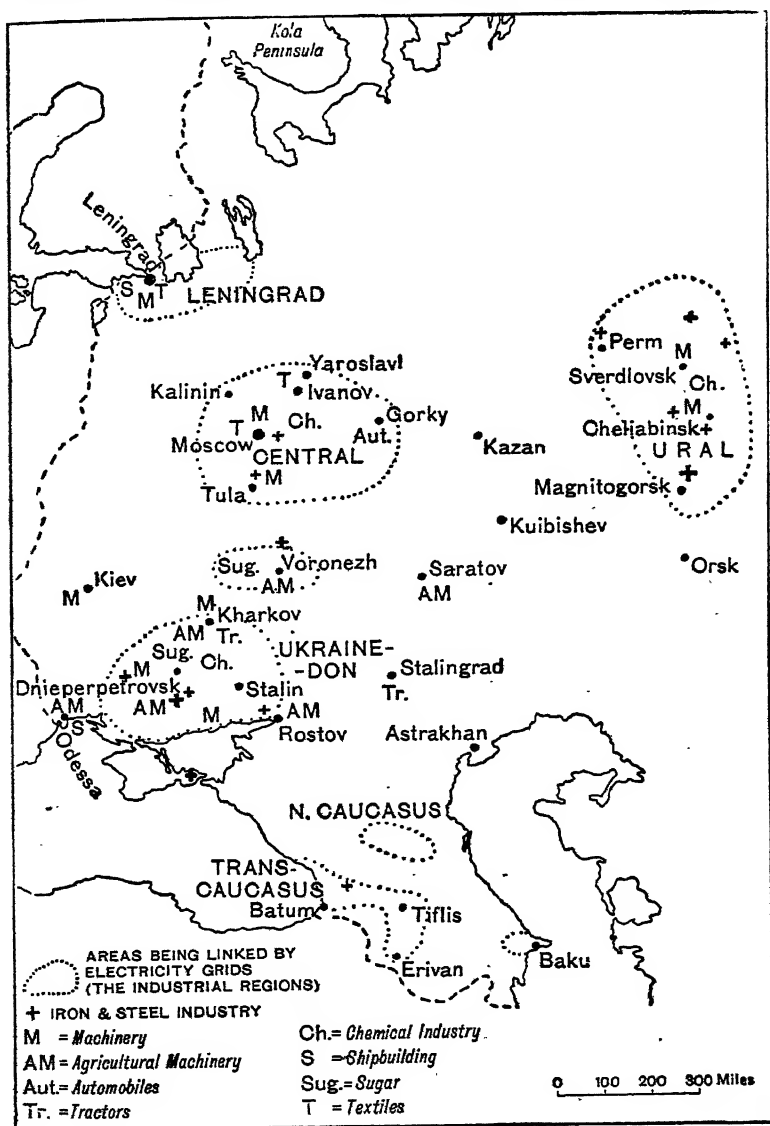 Kola
Peninsula
Leningrad
S M T LENINGRAD
Perm
M
Sverdlovsk
Ch.
M
Cheliabinsk
URAL
Magnitogorsk
Yaroslavl
T
Kalinin
Ivanov
M
Ch.
T
Gorky
Aut.
Moscow
CENTRAL
M
Tula
Kazan
Kuibishev
Orsk
Sug. Voronezh
AM
Saratov
AM
Kiev
M
M
Kharkov
AM Tr.
Sug.
Ch.
UKRAINE-
-DON
M
Stalingrad
Tr.
Dnieperpetrovsk
Stalin
AM
AM
M
AM
S
Odessa
Rostov
Astrakhan
N. CAUCASUS
TRANS-
CAUCASUS
Batum
Tiflis
Erivan
Baku
AREAS BEING LINKED BY
ELECTRICITY GRIDS
(THE INDUSTRIAL REGIONS)
+ IRON & STEEL INDUSTRY
M = Machinery
AM = Agricultural Machinery
Aut. = Automobiles
Tr. = Tractors
Ch. = Chemical Industry
S = Shipbuilding
Sug. = Sugar
T = Textiles
0 100 300 Miles